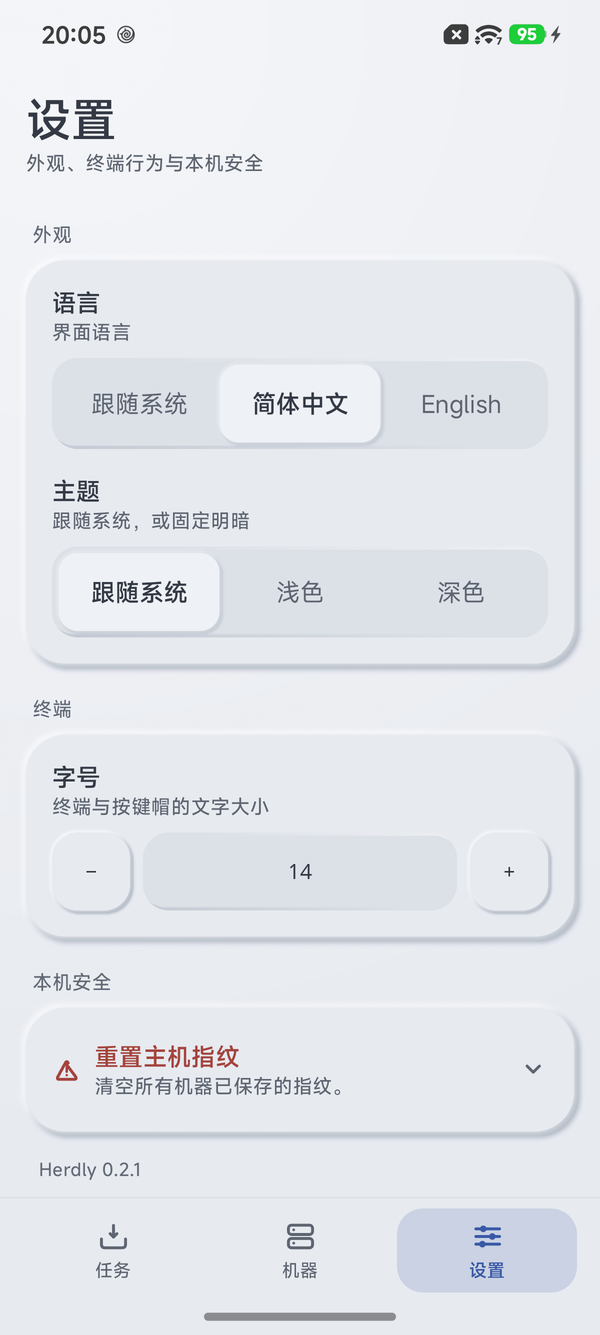 20:05
95
设置
外观、终端行为与本机安全
外观
语言
界面语言
跟随系统 简体中文 English
主题
跟随系统，或固定明暗
跟随系统 浅色 深色
终端
字号
终端与按键帽的文字大小
− 14 +
本机安全
重置主机指纹
清空所有机器已保存的指纹。
Herdly 0.2.1
任务 机器 设置